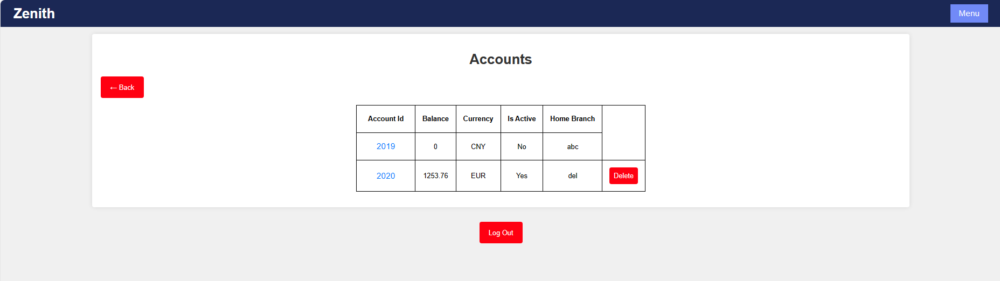 Zenith Menu
Accounts
← Back
Account Id Balance Currency Is Active Home Branch
2019 0 CNY No abc
2020 1253.76 EUR Yes del Delete
Log Out